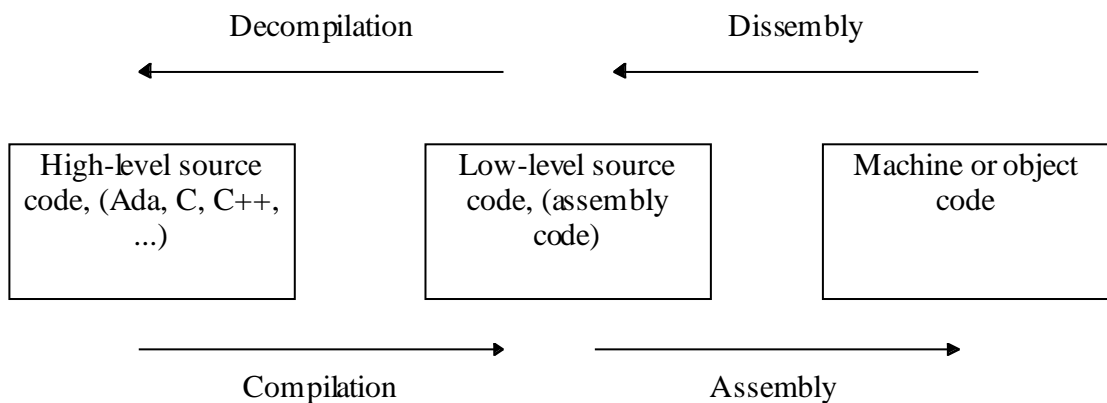 Decompilation
Dissembly
High-level source
code, (Ada, C, C++,
...)
Low-level source
code, (assembly
code)
Machine or object
code
Compilation
Assembly